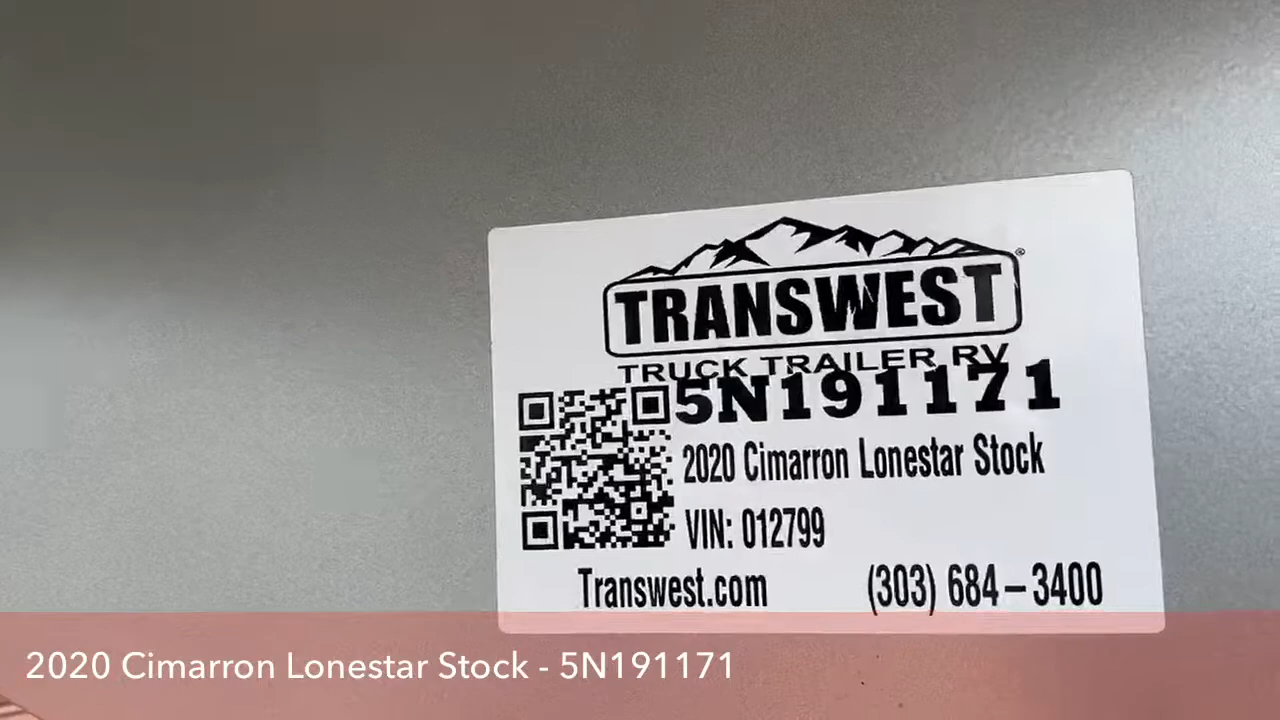 TRANSWEST®
TRUCK TRAILER RV
5N191171
2020 Cimarron Lonestar Stock
VIN: 012799
Transwest.com (303) 684-3400
2020 Cimarron Lonestar Stock - 5N191171